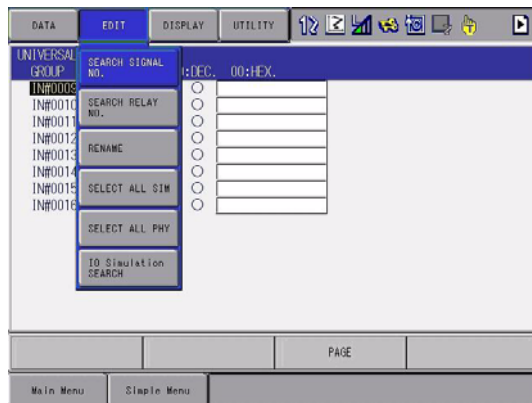 DATA
EDIT
DISPLAY
UTILITY
UNIVERSAL
GROUP
:DEC. 00:HEX.
SEARCH SIGNAL
NO.
SEARCH RELAY
NO.
RENAME
SELECT ALL SIM
SELECT ALL PHY
IO Simulation
SEARCH
IN#0009
IN#0010
IN#0011
IN#0012
IN#0013
IN#0014
IN#0015
IN#0016
PAGE
Main Menu
Simple Menu